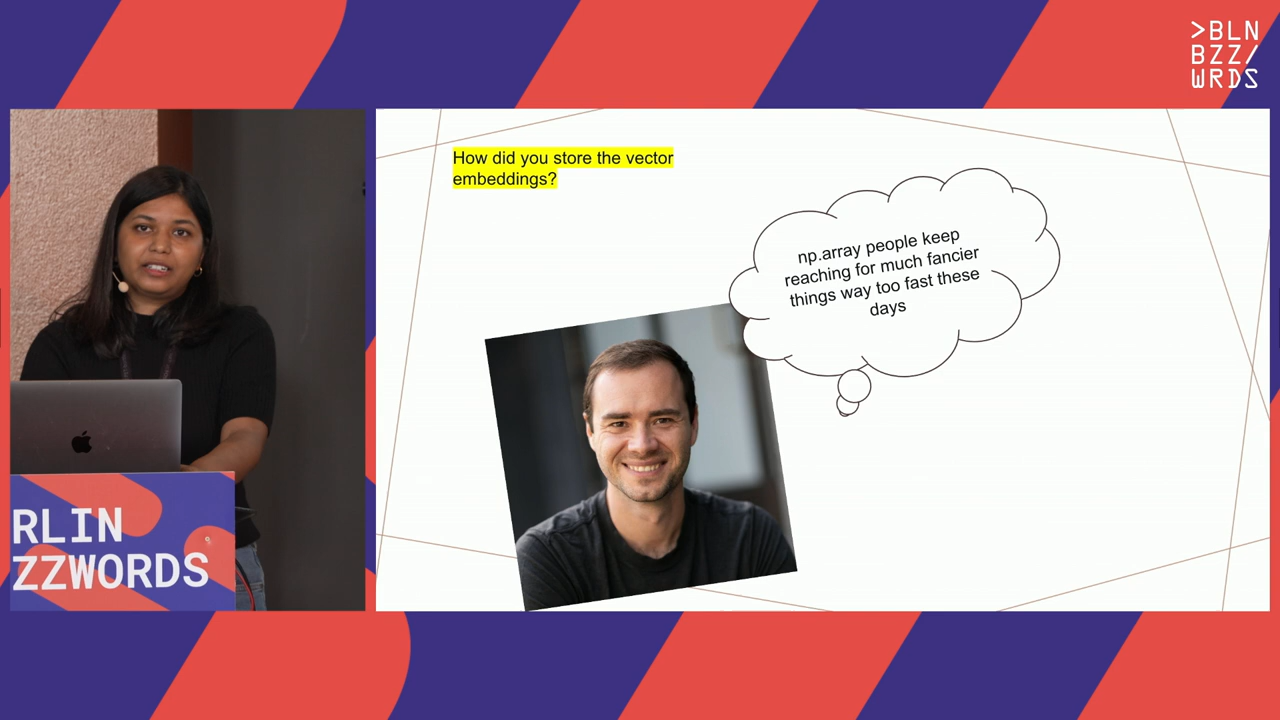 >BLN
BZZ/
WRDS
How did you store the vector
embeddings?
np.array people keep
reaching for much fancier
things way too fast these
days
RLIN
ZZWORDS